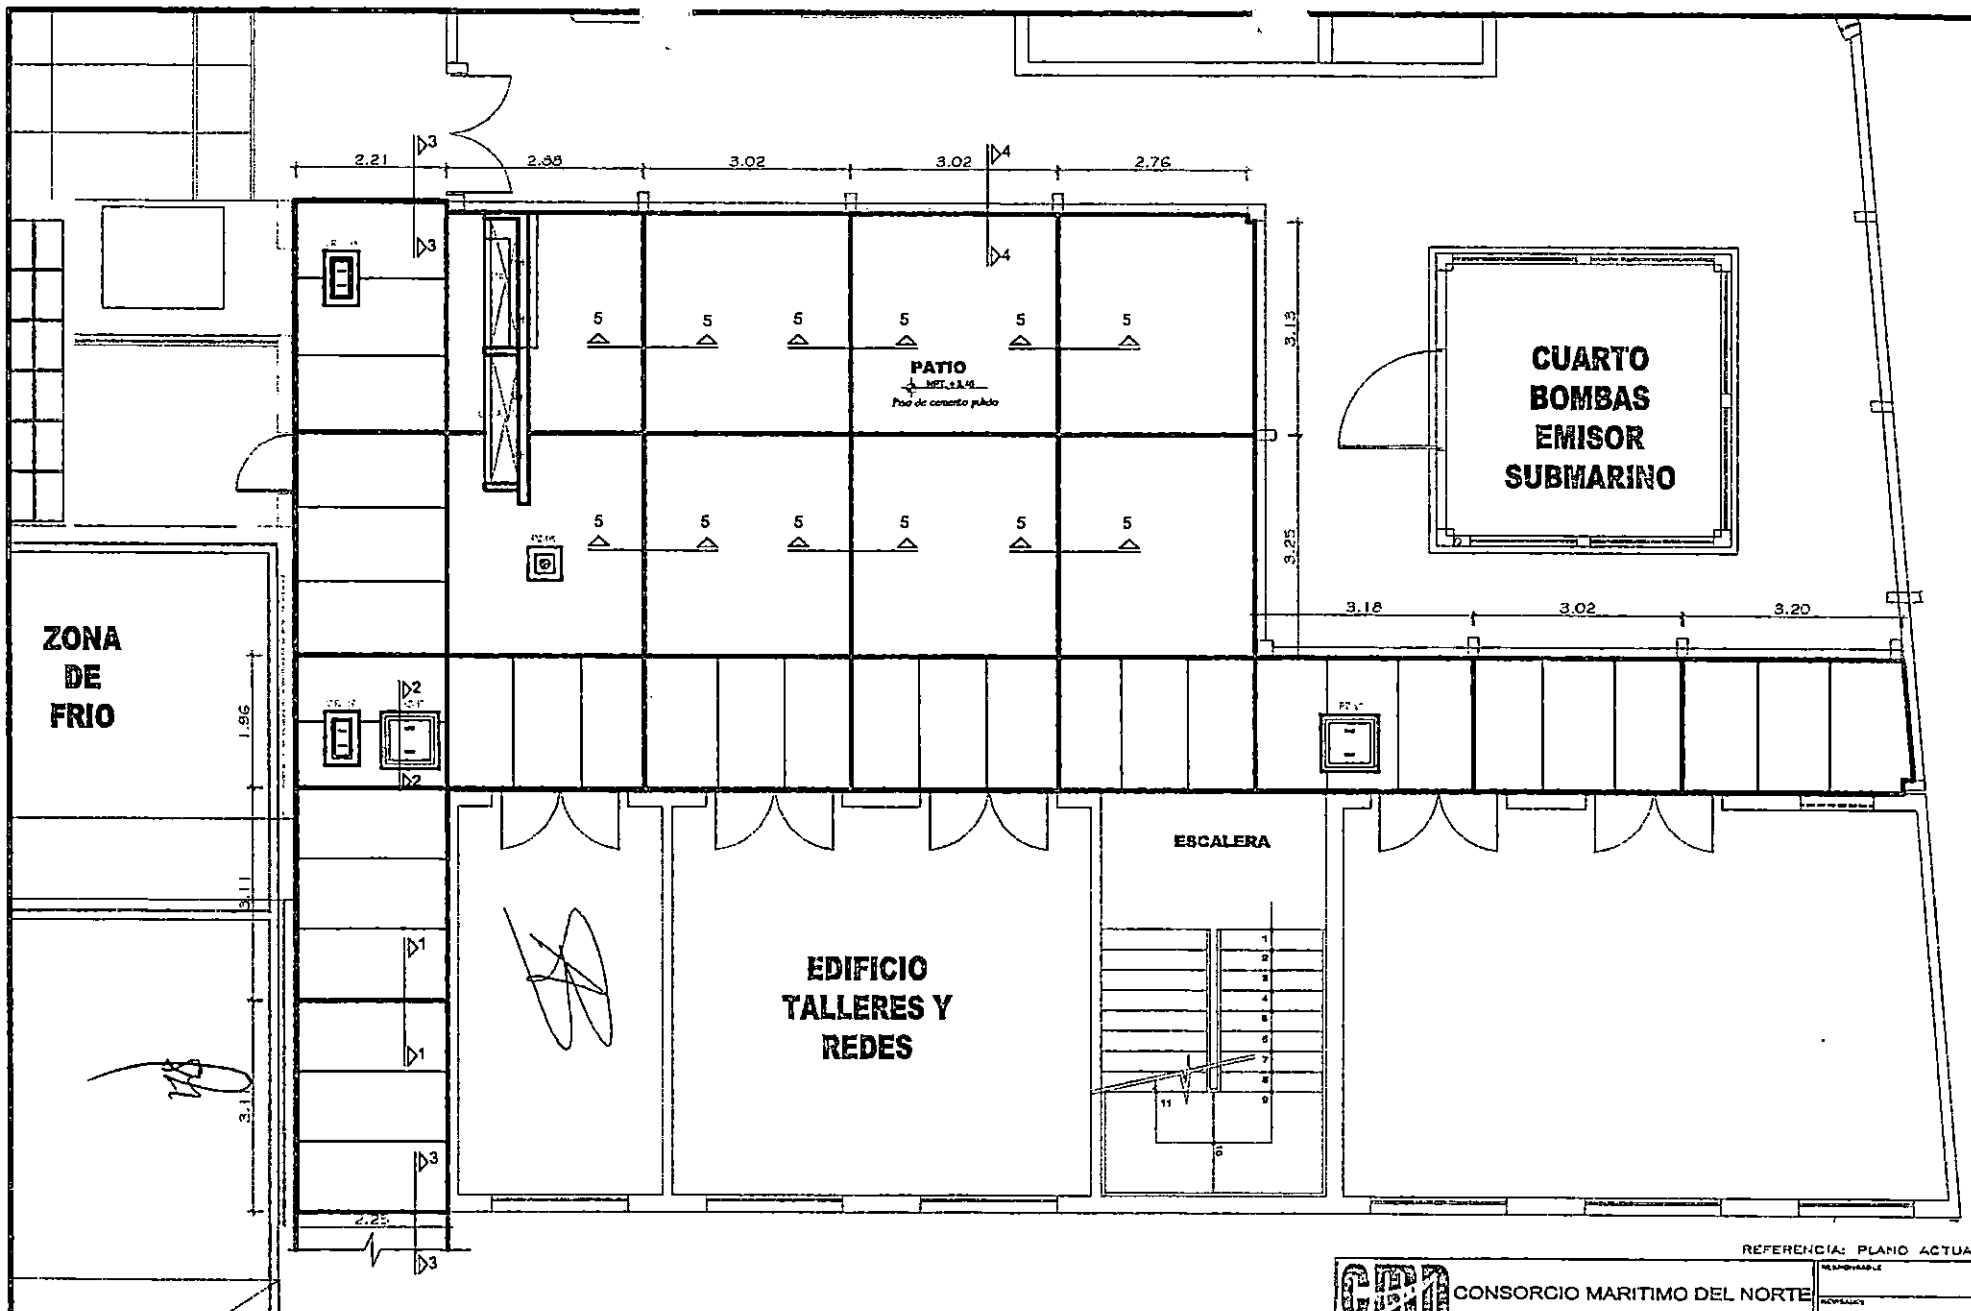 3
2.21
2.88
3.02
3.02
4
2.76
3
4
5
5
5
5
5
5
3.13
PATIO
Piso de cemento pulido
CUARTO
BOMBAS
EMISOR
SUBMARINO
5
5
5
5
5
5
3.25
3.18
3.02
3.20
ZONA
DE
FRIO
2
1.96
2
ESCALERA
3.11
1
1
EDIFICIO
TALLERES Y
REDES
1
2
3
4
5
6
7
8
9
11
10
3
2.25
3
REFERENCIA: PLANO ACTUA
CONSORCIO MARITIMO DEL NORTE
RESPONSABLE